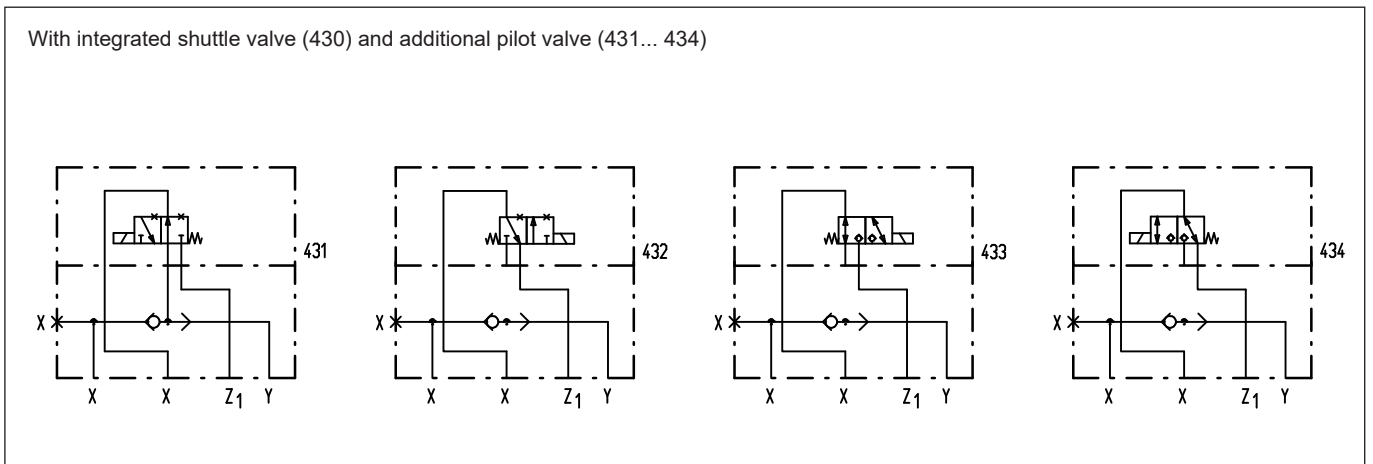 With integrated shuttle valve (430) and additional pilot valve (431... 434)
431
432
433
434
X
X
X
X
X X Z1 Y
X X Z1 Y
X X Z1 Y
X X Z1 Y